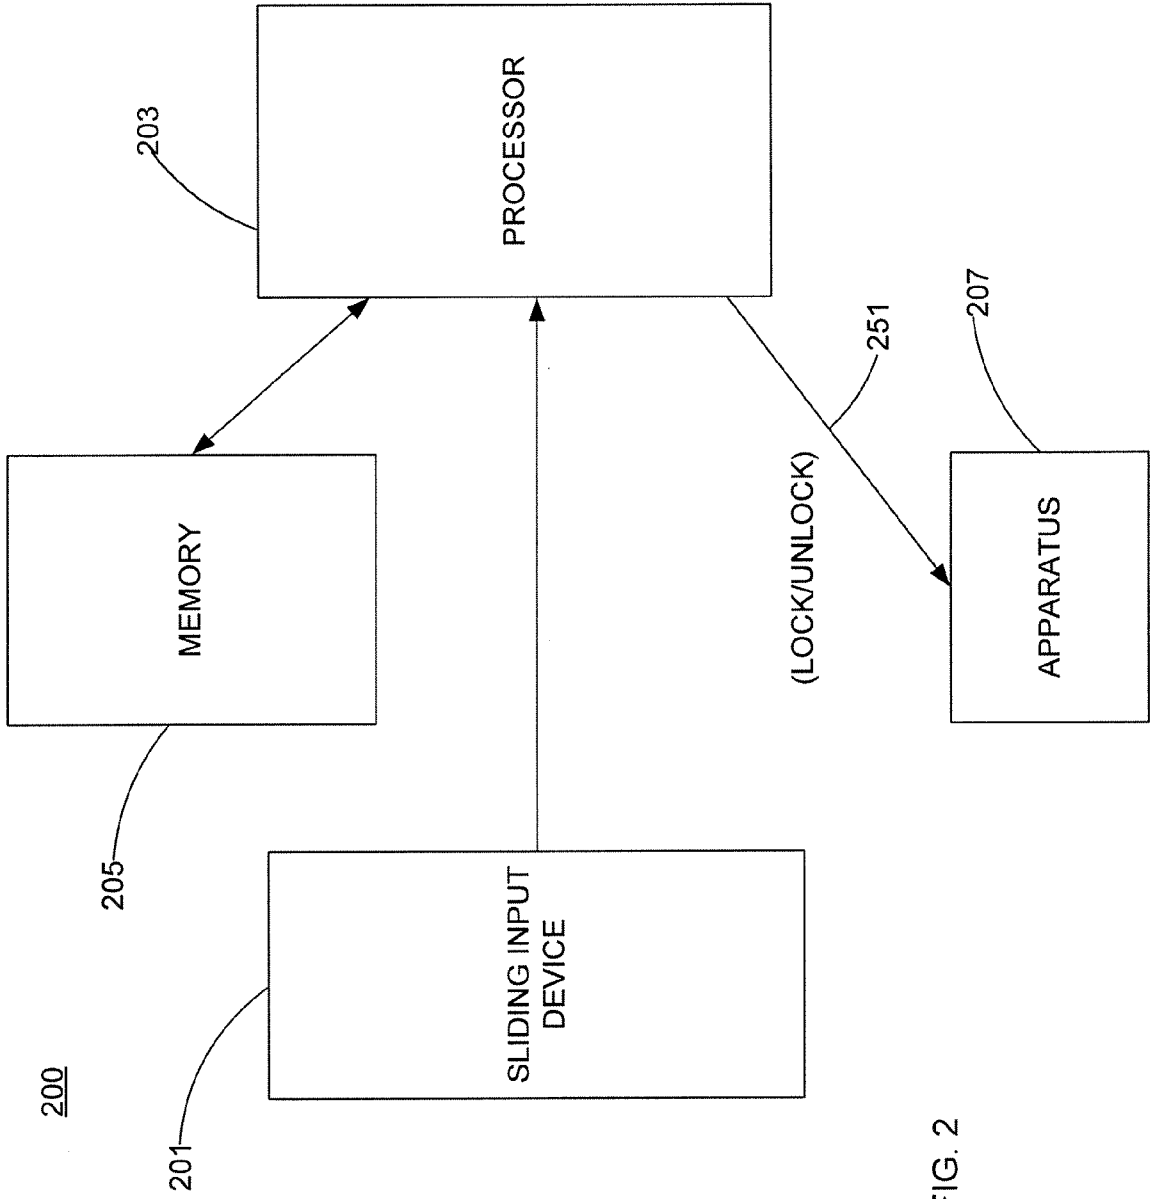 200
205
203
201
MEMORY
SLIDING INPUT
DEVICE
PROCESSOR
(LOCK/UNLOCK)
251
207
FIG. 2
APPARATUS